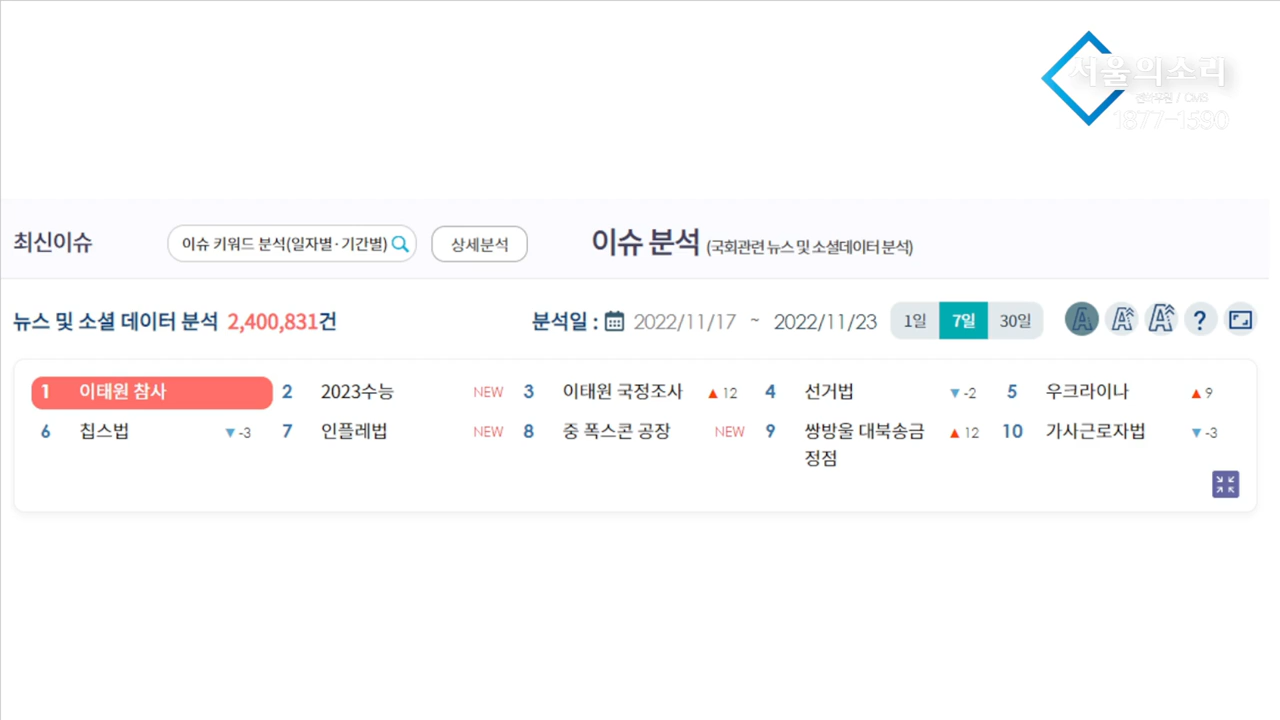 서울의소리
1877-1590
최신이슈
이슈 키워드 분석(일자별·기간별)
상세분석
이슈 분석 (국회관련 뉴스 및 소셜데이터 분석)
뉴스 및 소셜 데이터 분석 2,400,831건
분석일 : 2022/11/17 ~ 2022/11/23
1일 7일 30일
A A A ?
1 이태원 참사 2 2023수능 NEW 3 이태원 국정조사 ▲ 12 4 선거법 ▼ -2 5 우크라이나 ▲ 9
6 칩스법 ▼ -3 7 인플레법 NEW 8 중 폭스콘 공장 NEW 9 쌍방울 대북송금 ▲ 12 10 가사근로자법 ▼ -3
정점